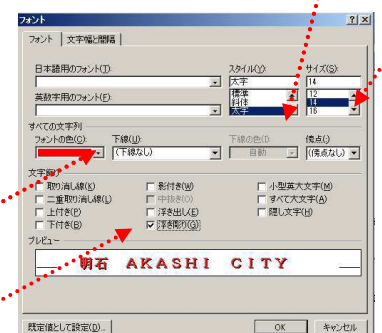 フォント
フォント 文字幅と間隔
日本語用のフォント(T): スタイル(Y): サイズ(S):
太字 14
標準 12
斜体 14
太字 16
英数字用のフォント(F):
すべての文字列
フォントの色(C): 下線(U): 下線の色(I): 傍点(:)
(下線なし) 自動 (傍点なし)
文字飾り
取り消し線(K) 影付き(W) 小型英大文字(M)
二重取り消し線(L) 中抜き(O) すべて大文字(A)
上付き(P) 浮き出し(E) 隠し文字(H)
下付き(B) 浮き彫り(G)
プレビュー
明石 AKASHI CITY
既定値として設定(D)... OK キャンセル